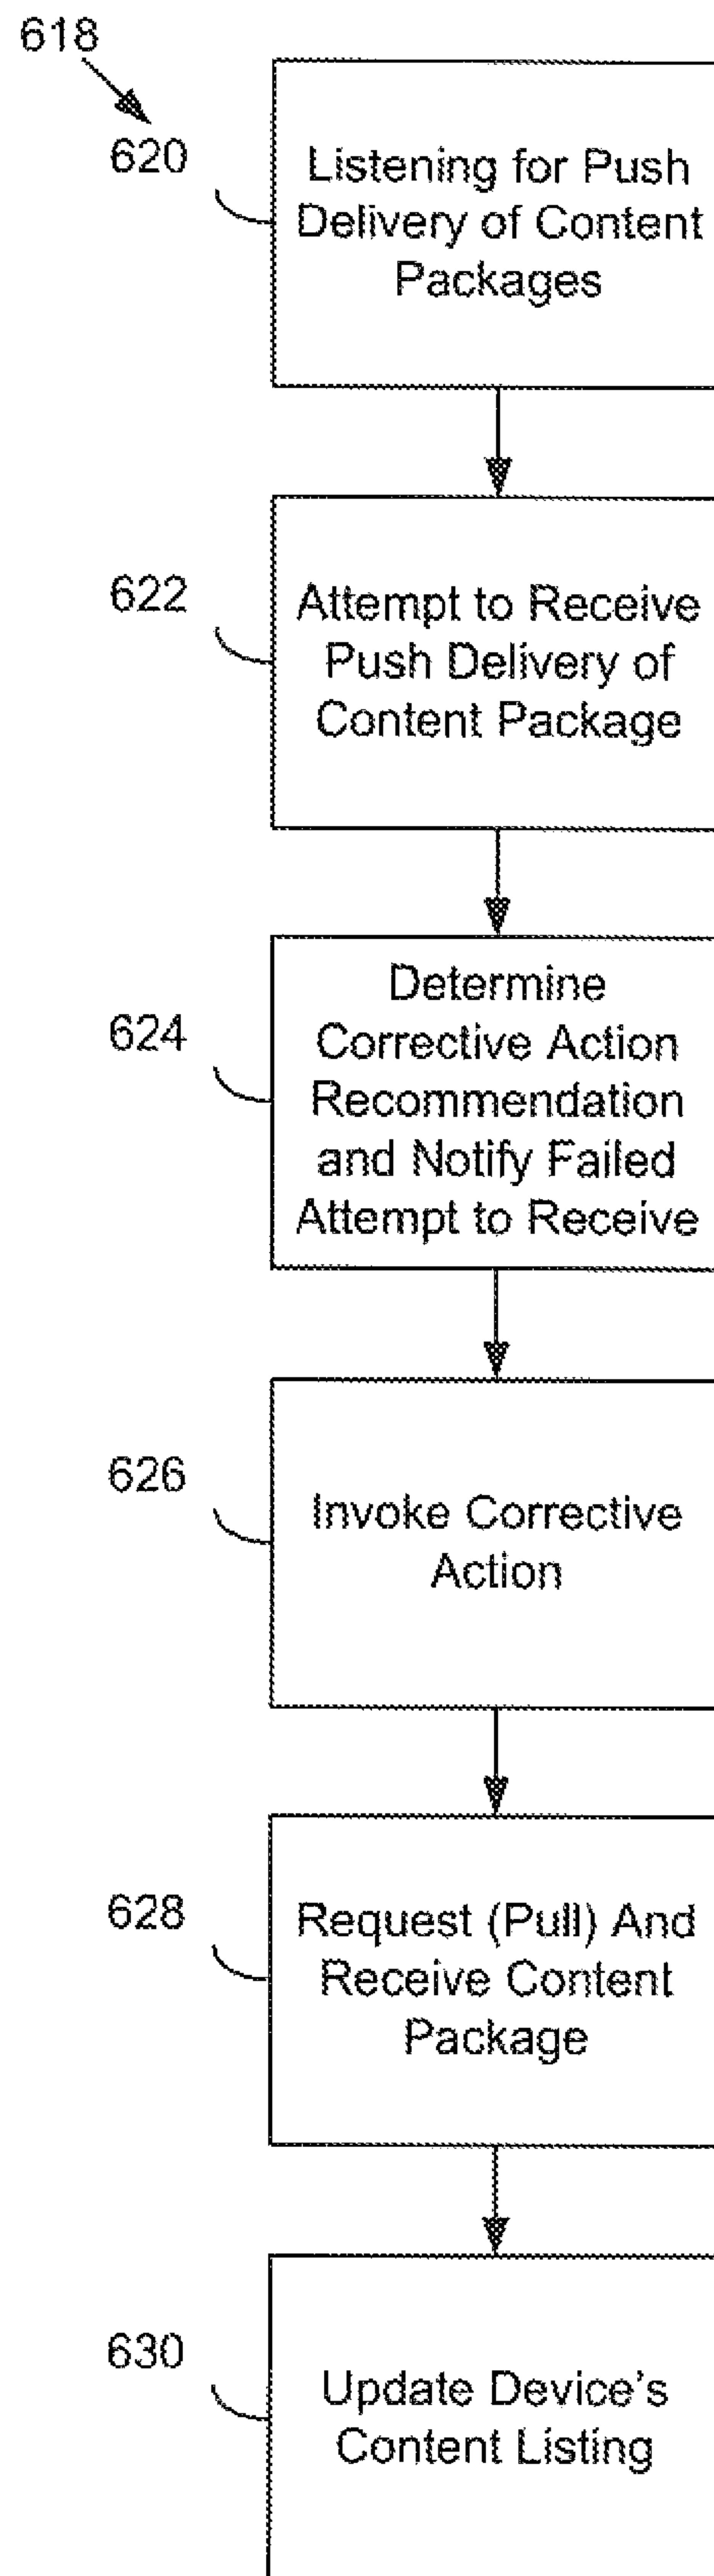 618
620
Listening for Push
Delivery of Content
Packages
622
Attempt to Receive
Push Delivery of
Content Package
624
Determine
Corrective Action
Recommendation
and Notify Failed
Attempt to Receive
626
Invoke Corrective
Action
628
Request (Pull) And
Receive Content
Package
630
Update Device's
Content Listing